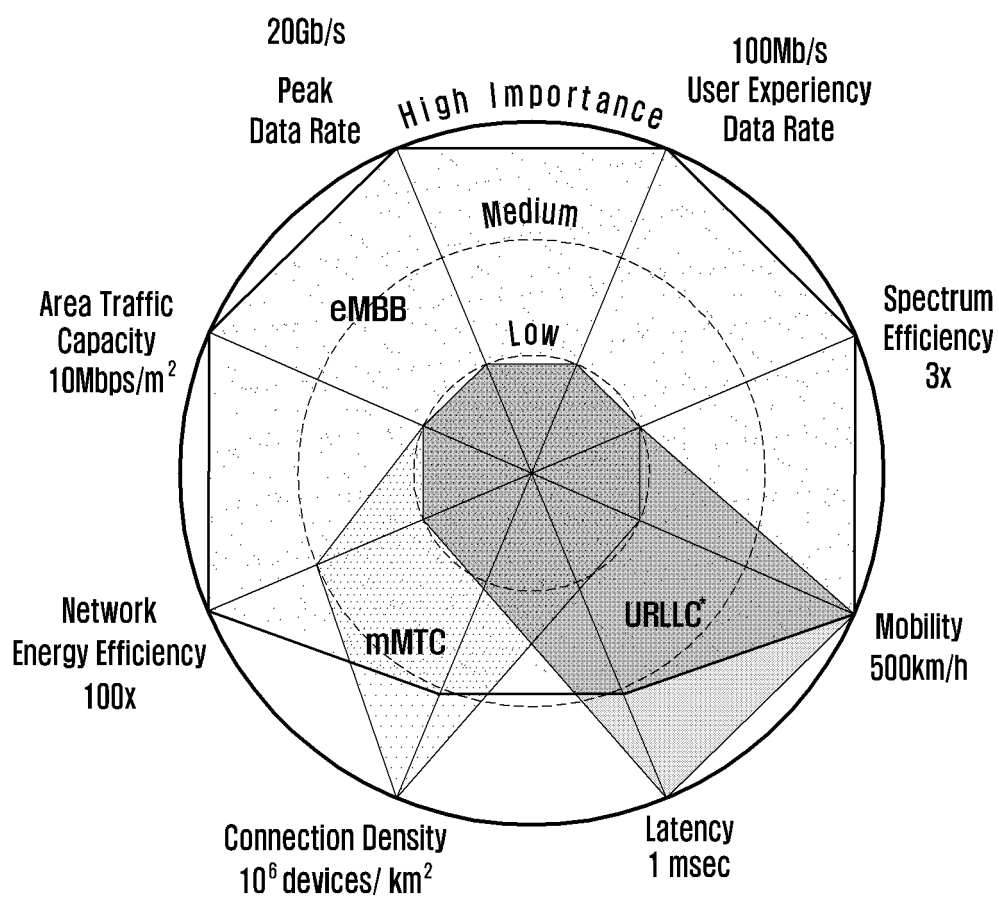 20Gb/s
Peak
Data Rate
High Importance
100Mb/s
User Experiency
Data Rate
Medium
eMBB
Low
Area Traffic
Capacity
10Mbps/m²
Spectrum
Efficiency
3x
URLLC*
mMTC
Network
Energy Efficiency
100x
Mobility
500km/h
Connection Density
10⁶ devices/ km²
Latency
1 msec